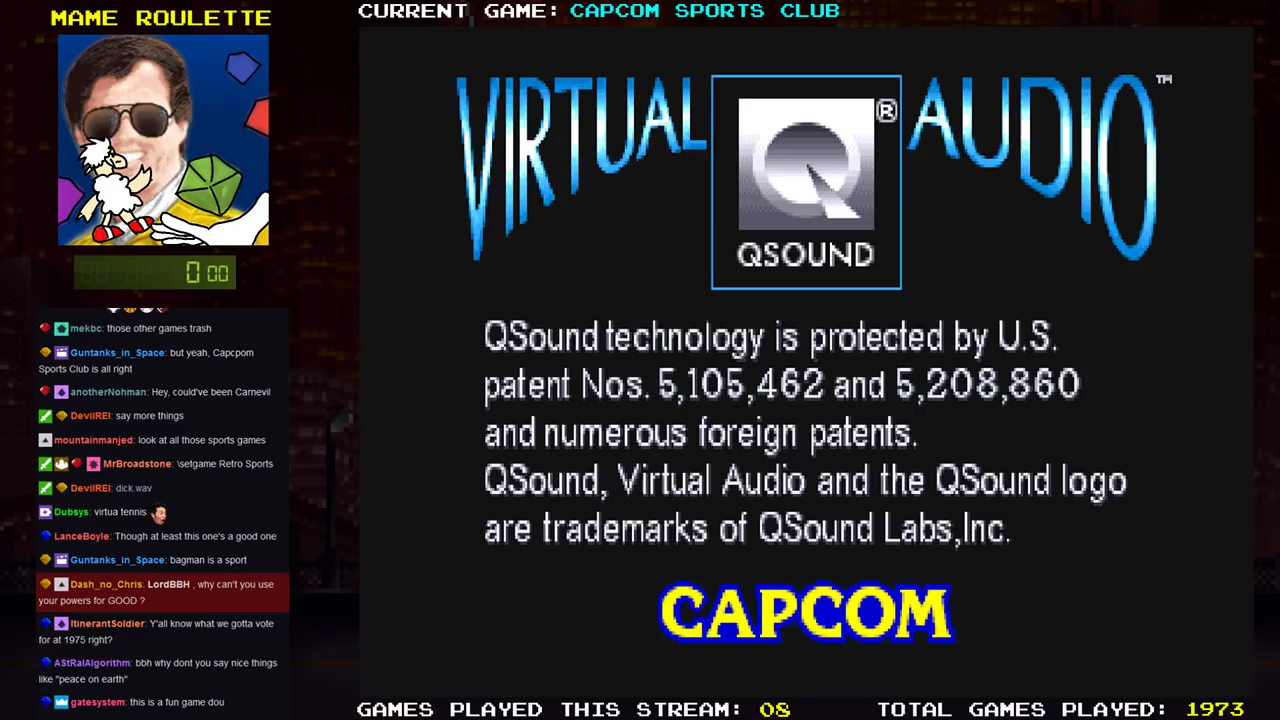 MAME ROULETTE
CURRENT GAME: CAPCOM SPORTS CLUB
0 00
mekbc: those other games trash
Guntanks_in_Space: but yeah, Capcpom
Sports Club is all right
anotherNohman: Hey, could've been Carnevil
DevilREI: say more things
mountainmanjed: look at all those sports games
MrBroadstone: \setgame Retro Sports
DevilREI: dick.wav
Dubsys: virtua tennis
LanceBoyle: Though at least this one's a good one
Guntanks_in_Space: bagman is a sport
Dash_no_Chris: LordBBH , why can't you use
your powers for GOOD ?
ItinerantSoldier: Y'all know what we gotta vote
for at 1975 right?
AStRalAlgorithm: bbh why dont you say nice things
like "peace on earth"
gatesystem: this is a fun game dou
VIRTUAL AUDIO™
Q®
QSOUND
QSound technology is protected by U.S.
patent Nos. 5,105,462 and 5,208,860
and numerous foreign patents.
QSound, Virtual Audio and the QSound logo
are trademarks of QSound Labs,Inc.
CAPCOM
GAMES PLAYED THIS STREAM: 08
TOTAL GAMES PLAYED: 1973